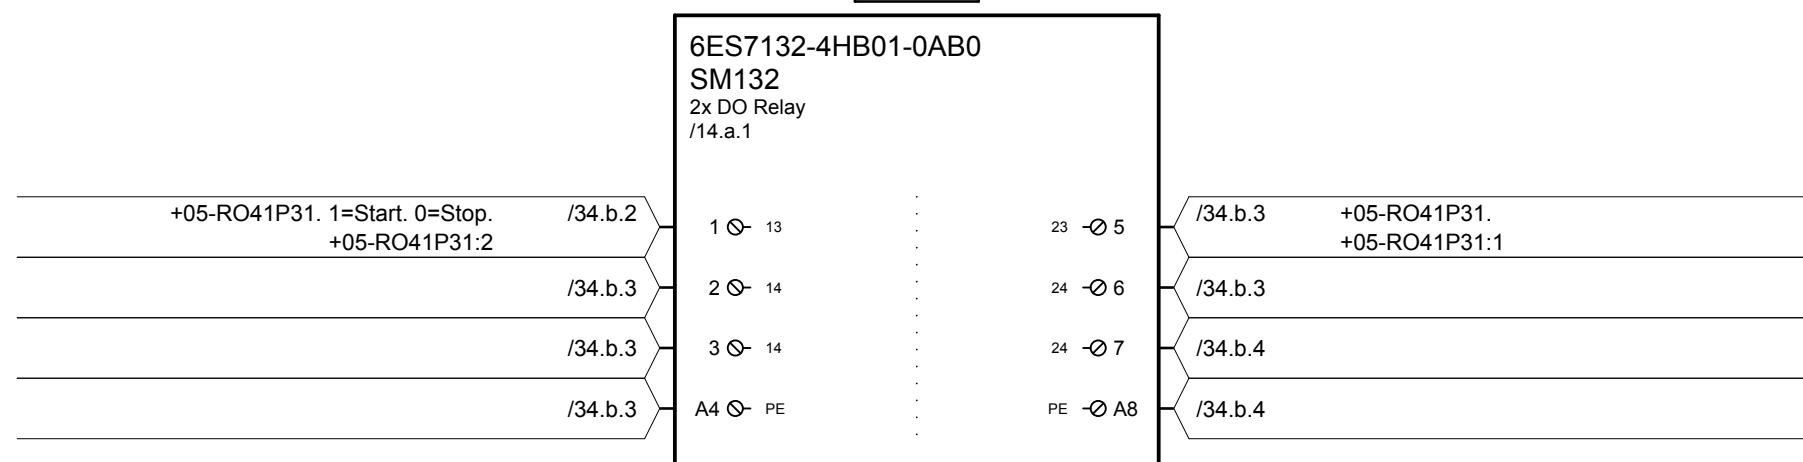 6ES7132-4HB01-0AB0
SM132
2x DO Relay
/14.a.1
+05-RO41P31. 1=Start. 0=Stop. /34.b.2 1 13 23 5 /34.b.3 +05-RO41P31.
+05-RO41P31:2 +05-RO41P31:1
/34.b.3 2 14 24 6 /34.b.3
/34.b.3 3 14 24 7 /34.b.4
/34.b.3 A4 PE PE A8 /34.b.4